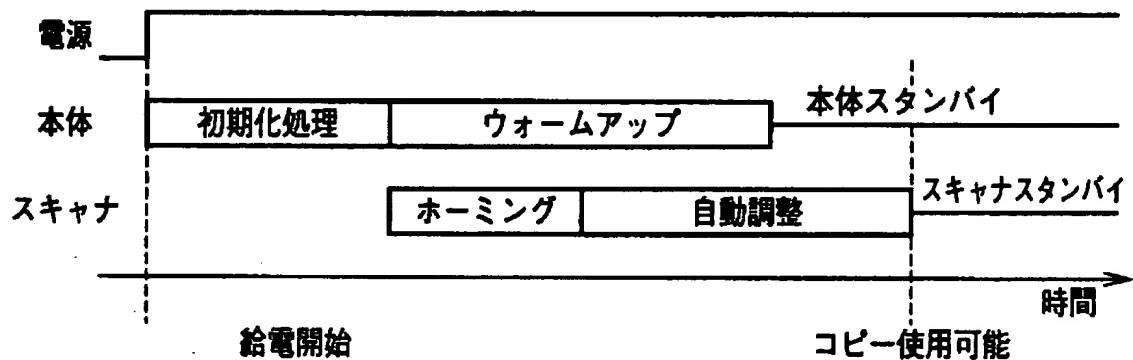 電源
本体 初期化処理 ウォームアップ 本体スタンバイ
スキャナ ホーミング 自動調整 スキャナスタンバイ
時間
給電開始 コピー使用可能